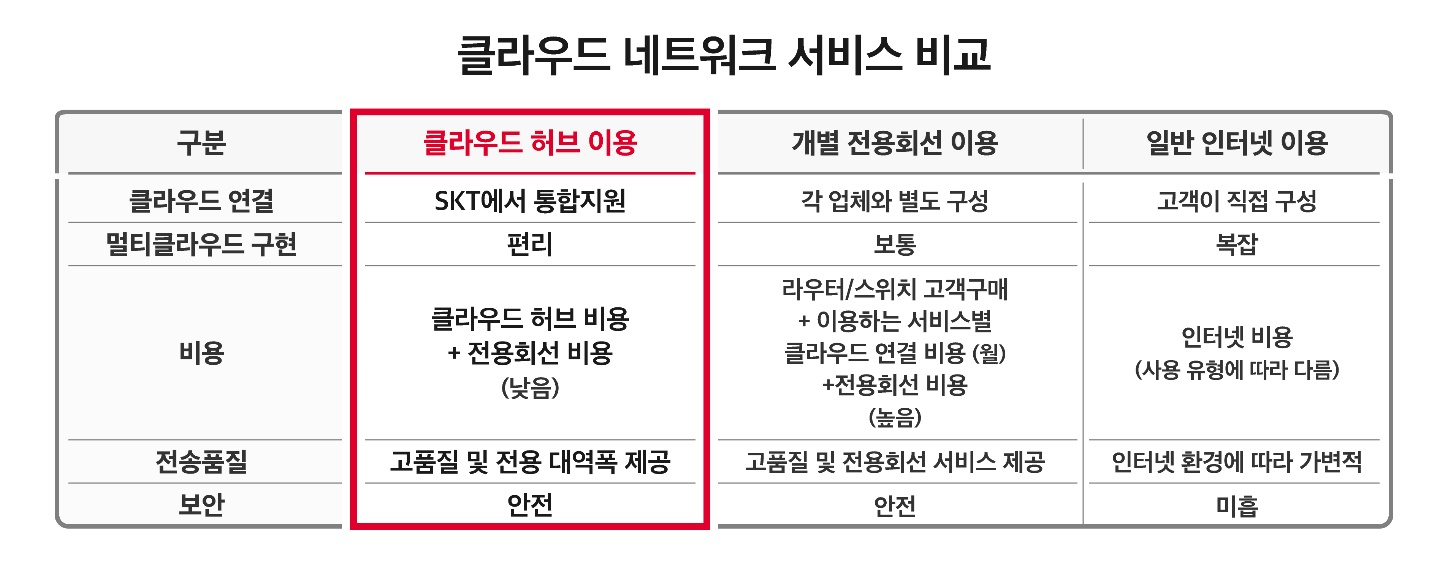 클라우드 네트워크 서비스 비교
구분
클라우드 허브 이용
개별 전용회선 이용
일반 인터넷 이용
클라우드 연결
SKT에서 통합지원
각 업체와 별도 구성
고객이 직접 구성
멀티클라우드 구현
편리
보통
복잡
비용
클라우드 허브 비용
+ 전용회선 비용
(낮음)
라우터/스위치 고객구매
+ 이용하는 서비스별
클라우드 연결 비용 (월)
+전용회선 비용
(높음)
인터넷 비용
(사용 유형에 따라 다름)
전송품질
고품질 및 전용 대역폭 제공
고품질 및 전용회선 서비스 제공
인터넷 환경에 따라 가변적
보안
안전
안전
미흡